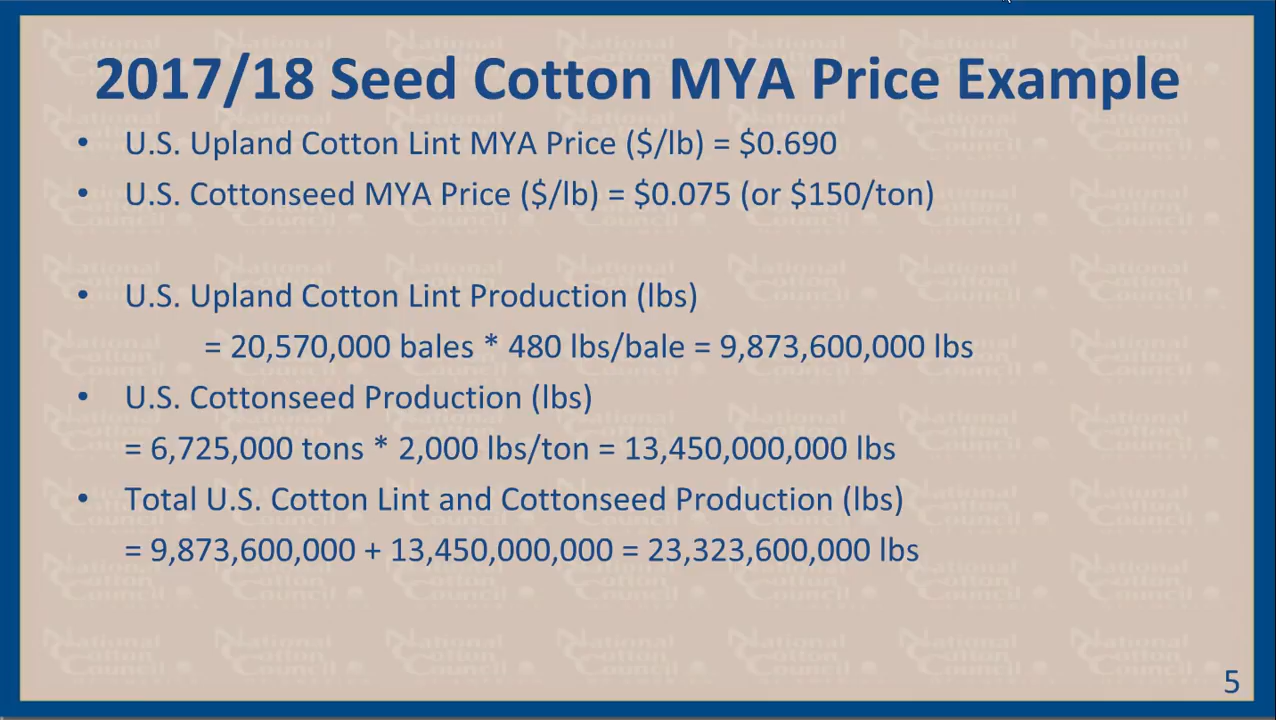 2017/18 Seed Cotton MYA Price Example
• U.S. Upland Cotton Lint MYA Price ($/lb) = $0.690
• U.S. Cottonseed MYA Price ($/lb) = $0.075 (or $150/ton)
• U.S. Upland Cotton Lint Production (lbs)
= 20,570,000 bales * 480 lbs/bale = 9,873,600,000 lbs
• U.S. Cottonseed Production (lbs)
= 6,725,000 tons * 2,000 lbs/ton = 13,450,000,000 lbs
• Total U.S. Cotton Lint and Cottonseed Production (lbs)
= 9,873,600,000 + 13,450,000,000 = 23,323,600,000 lbs
5